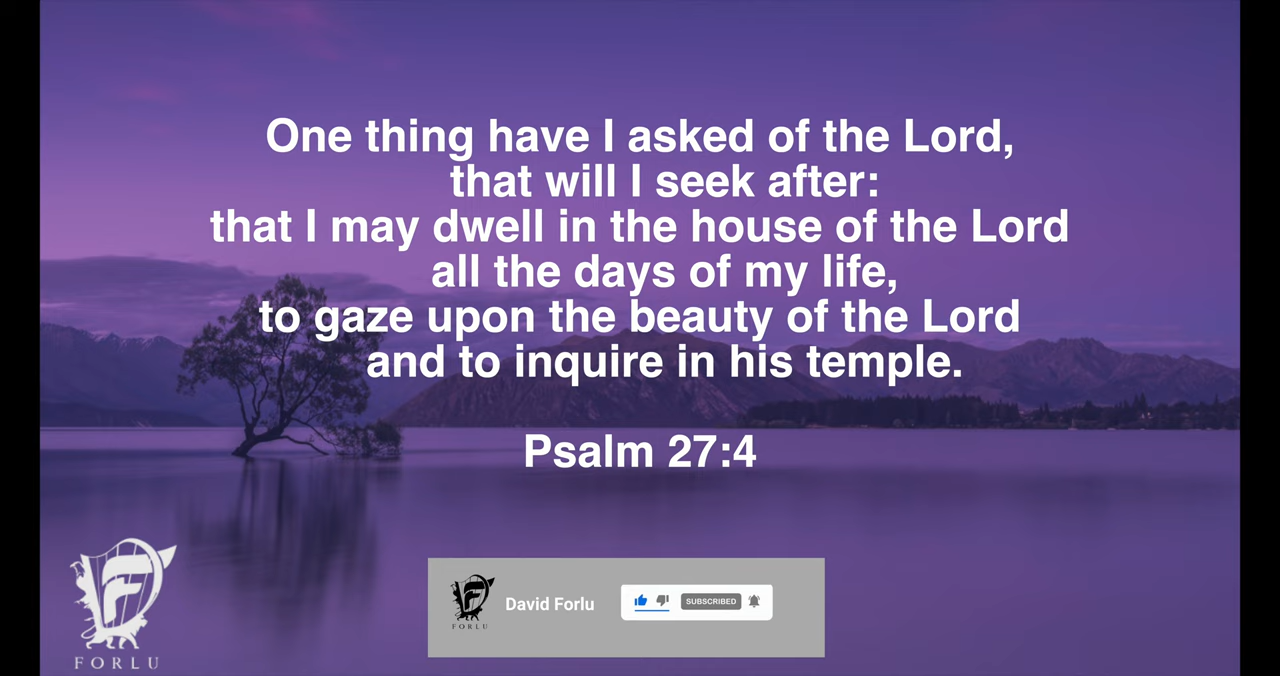 One thing have I asked of the Lord,
that will I seek after:
that I may dwell in the house of the Lord
all the days of my life,
to gaze upon the beauty of the Lord
and to inquire in his temple.
Psalm 27:4
FORLU
FORLU
David Forlu
SUBSCRIBED